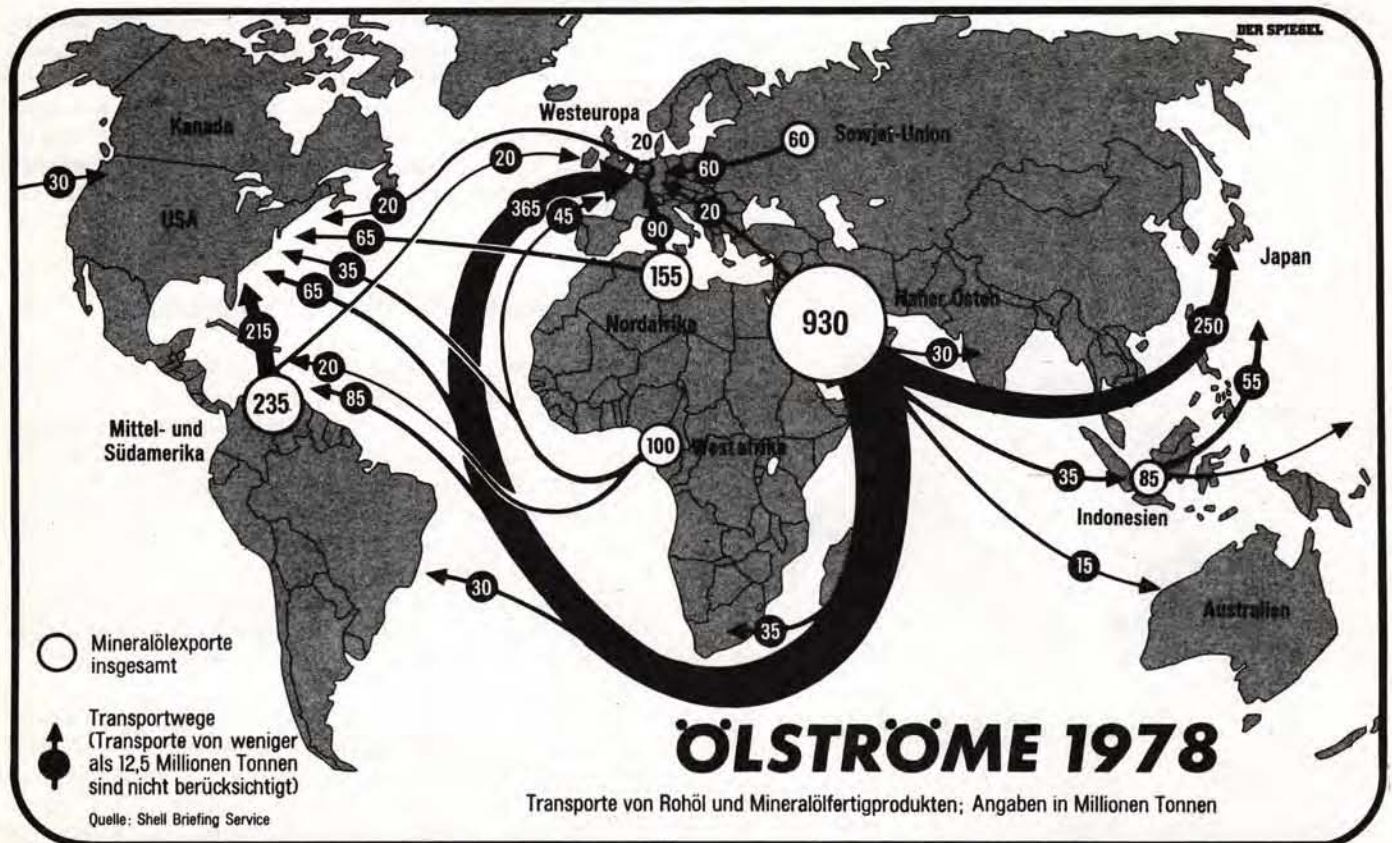 DER SPIEGEL
Westeuropa
Kanada
20
60
Sowjet-Union
20
60
30
365
45
20
USA
20
90
65
Japan
35
155
65
Naher Osten
930
Nordafrika
250
215
30
20
55
235
85
Mittel- und
Südamerika
100
Westafrika
35
85
Indonesien
15
30
Australien
35
Mineralölexporte
insgesamt
Transportwege
(Transporte von weniger
als 12,5 Millionen Tonnen
sind nicht berücksichtigt)
Quelle: Shell Briefing Service
ÖLSTRÖME 1978
Transporte von Rohöl und Mineralölfertigprodukten; Angaben in Millionen Tonnen